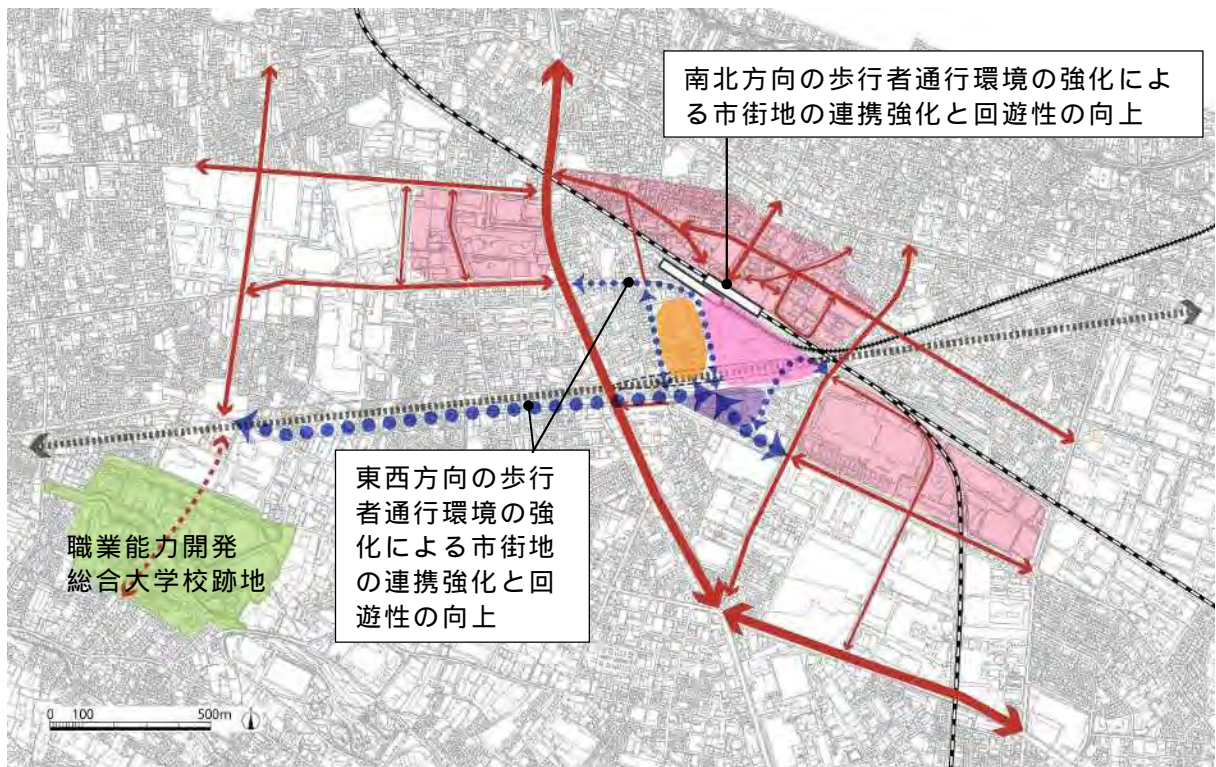 南北方向の歩行者通行環境の強化によ
る市街地の連携強化と回遊性の向上
東西方向の歩行
者通行環境の強
化による市街地
の連携強化と回
遊性の向上
職業能力開発
総合大学校跡地
0 100 500m